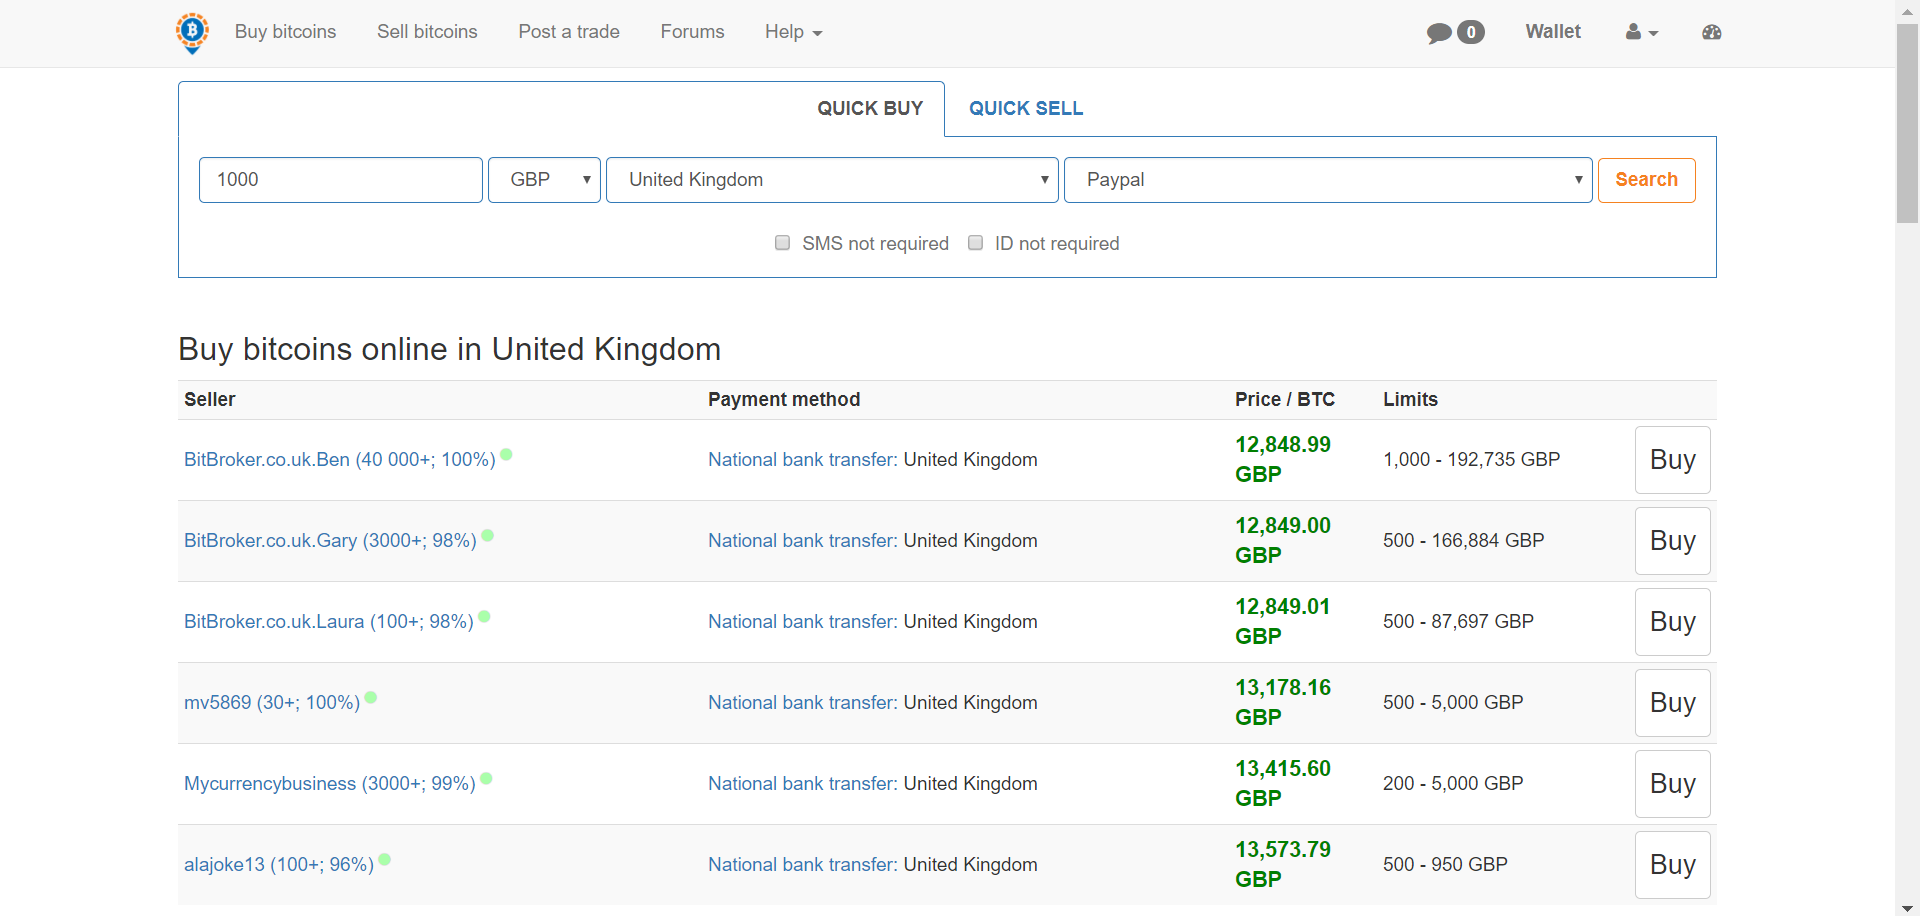 Buy bitcoins Sell bitcoins Post a trade Forums Help 0 Wallet
QUICK BUY QUICK SELL
1000 GBP United Kingdom Paypal Search
SMS not required ID not required
Buy bitcoins online in United Kingdom
Seller Payment method Price / BTC Limits
BitBroker.co.uk.Ben (40 000+; 100%) National bank transfer: United Kingdom 12,848.99 GBP 1,000 - 192,735 GBP Buy
BitBroker.co.uk.Gary (3000+; 98%) National bank transfer: United Kingdom 12,849.00 GBP 500 - 166,884 GBP Buy
BitBroker.co.uk.Laura (100+; 98%) National bank transfer: United Kingdom 12,849.01 GBP 500 - 87,697 GBP Buy
mv5869 (30+; 100%) National bank transfer: United Kingdom 13,178.16 GBP 500 - 5,000 GBP Buy
Mycurrencybusiness (3000+; 99%) National bank transfer: United Kingdom 13,415.60 GBP 200 - 5,000 GBP Buy
alajoke13 (100+; 96%) National bank transfer: United Kingdom 13,573.79 GBP 500 - 950 GBP Buy